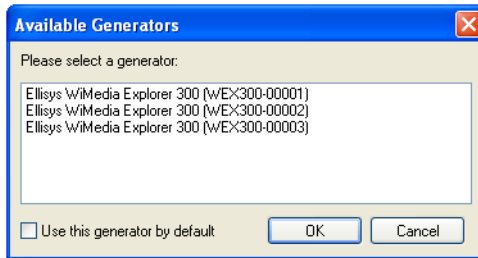 Available Generators
Please select a generator:
Ellisys WiMedia Explorer 300 (WEX300-00001)
Ellisys WiMedia Explorer 300 (WEX300-00002)
Ellisys WiMedia Explorer 300 (WEX300-00003)
Use this generator by default
OK
Cancel